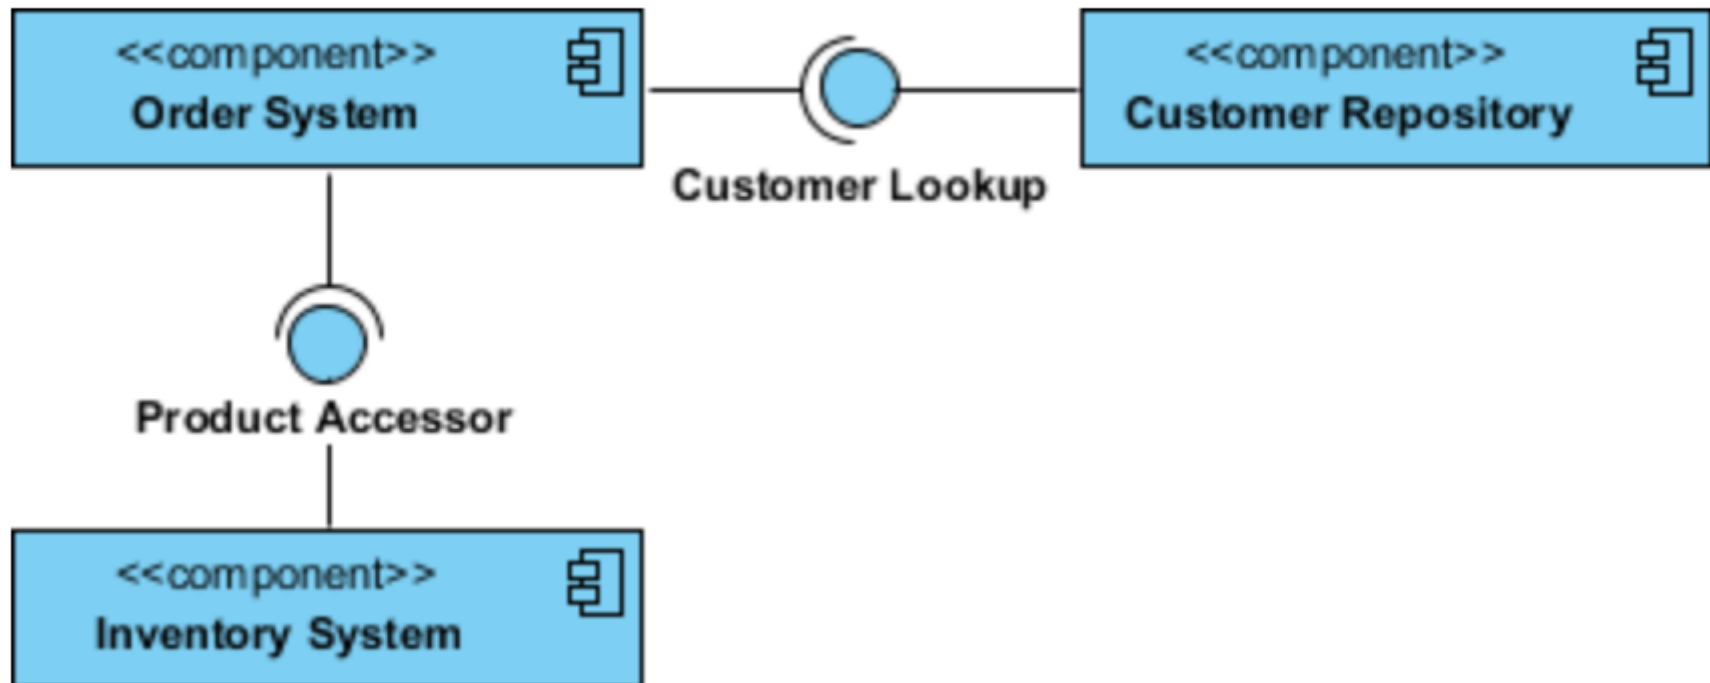 <<component>>
Order System
<<component>>
Customer Repository
Customer Lookup
Product Accessor
<<component>>
Inventory System